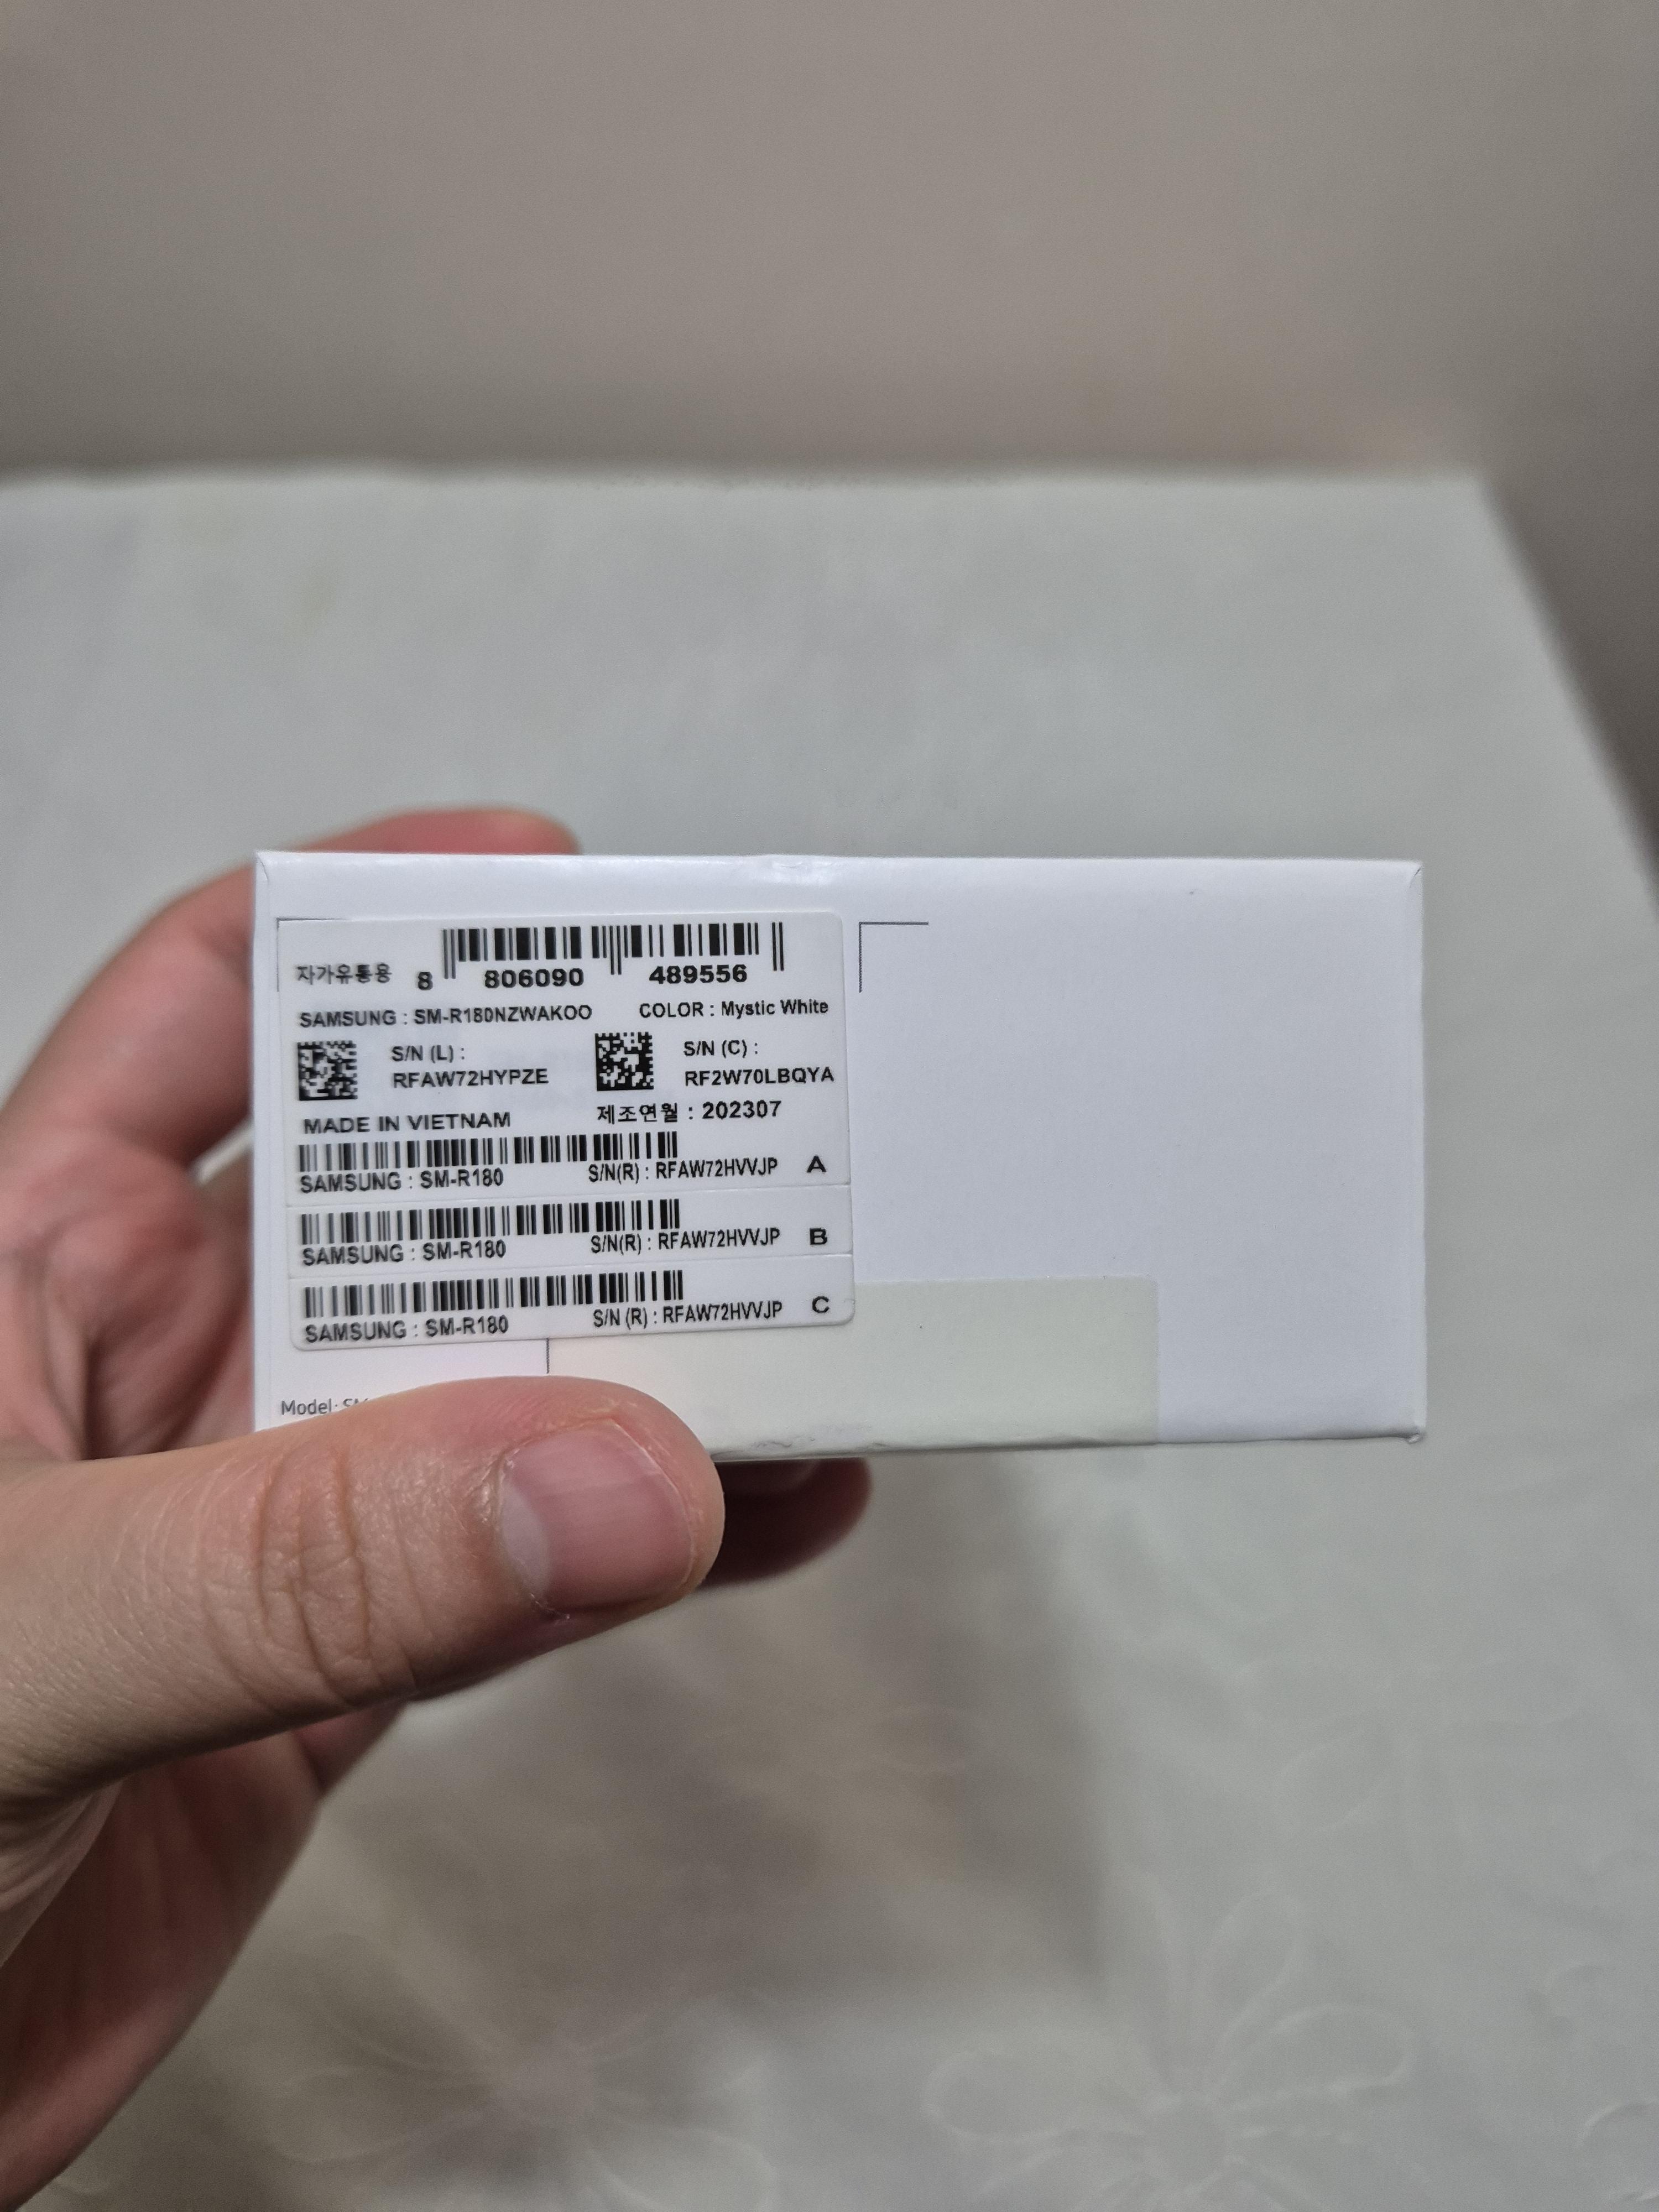 자가유통용 8 806090 489556
SAMSUNG : SM-R180NZWAKOO COLOR : Mystic White
S/N (L) : S/N (C) :
RFAW72HYPZE RF2W70LBQYA
MADE IN VIETNAM 제조연월 : 202307
SAMSUNG : SM-R180 S/N(R) : RFAW72HVVJP A
SAMSUNG : SM-R180 S/N(R) : RFAW72HVVJP B
SAMSUNG : SM-R180 S/N (R) : RFAW72HVVJP C
Model: